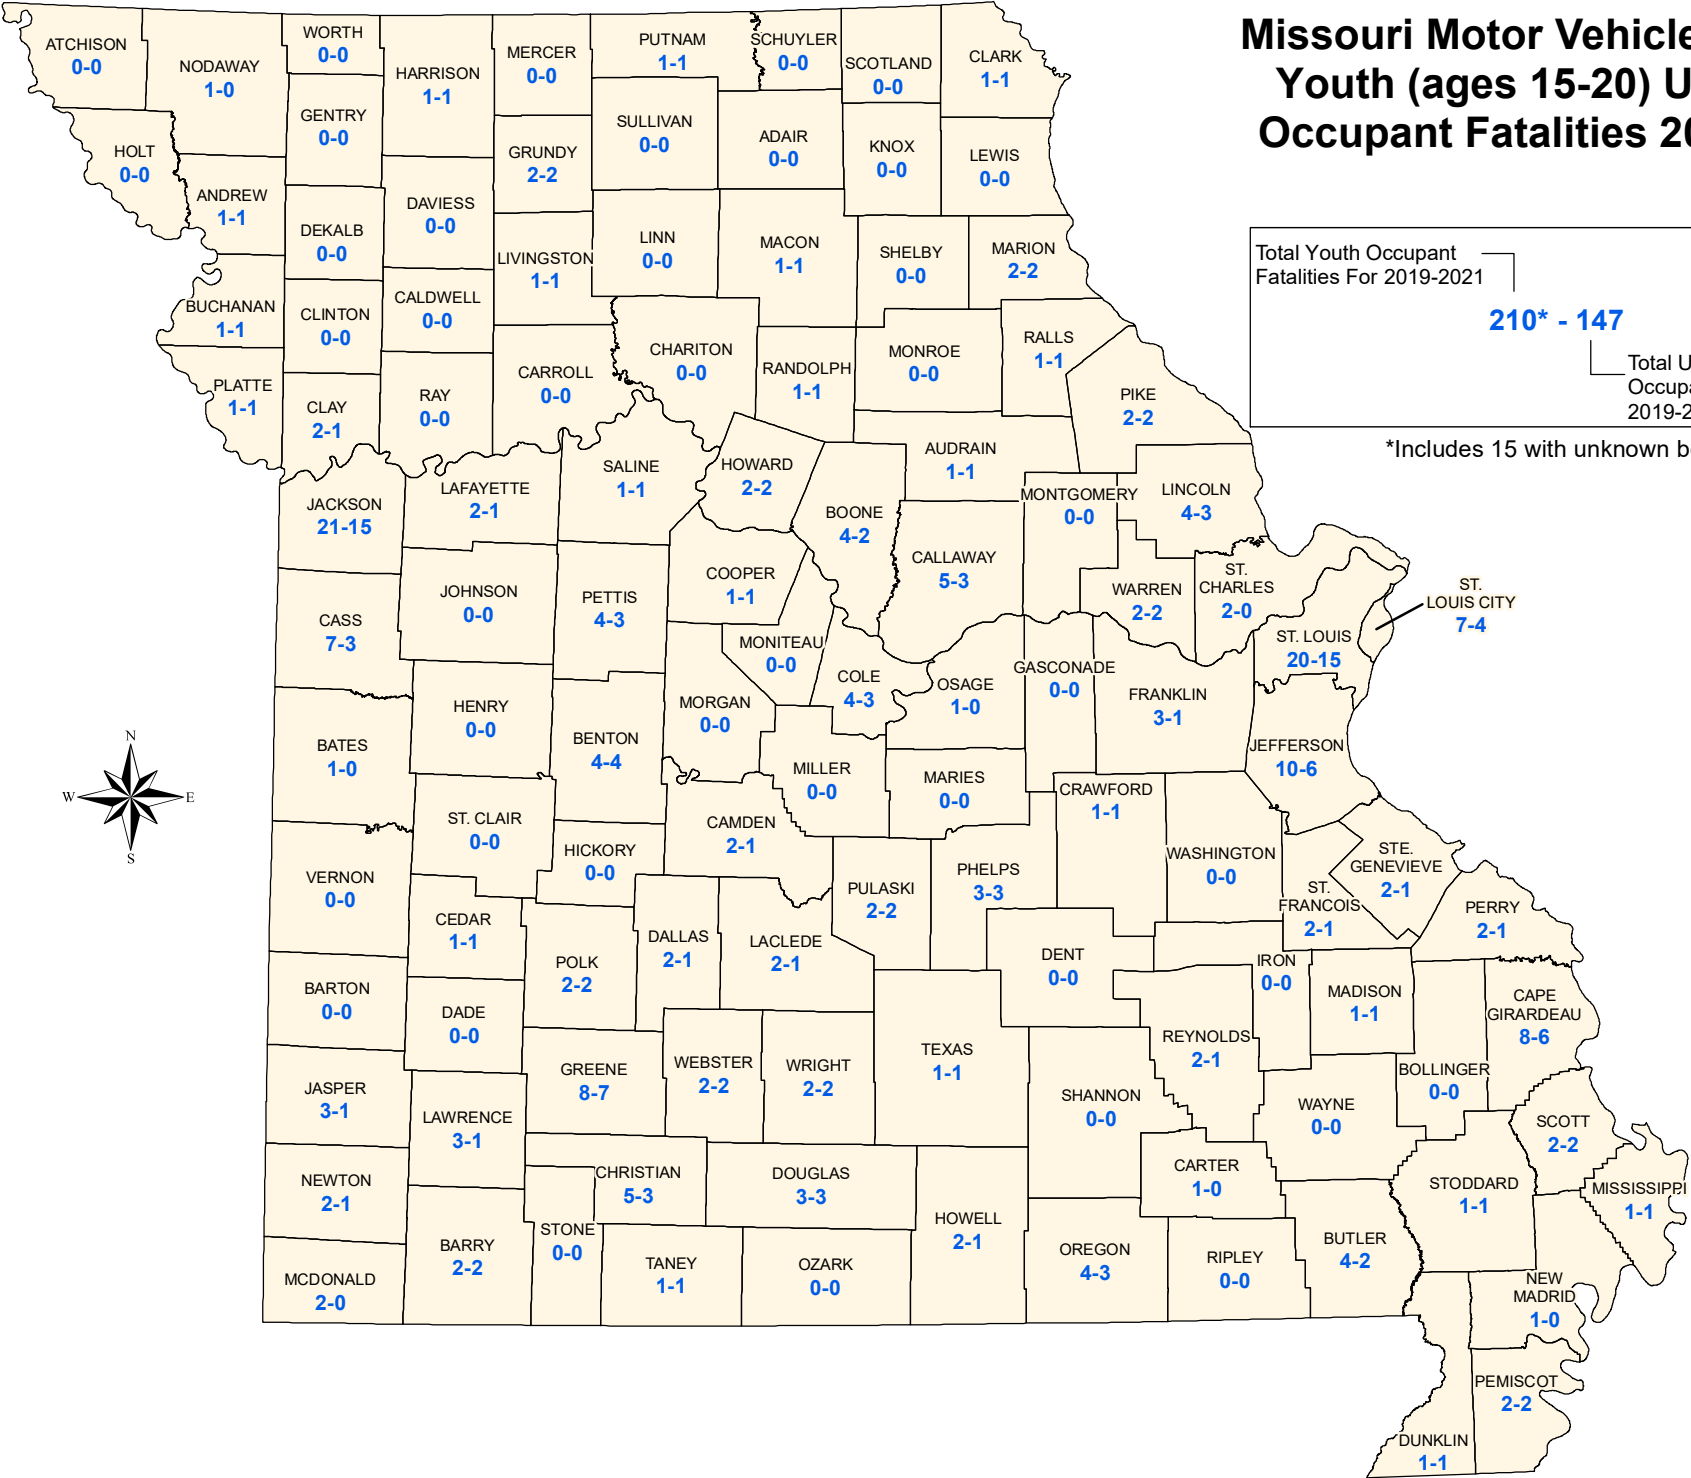 Missouri Motor Vehicle
Youth (ages 15-20) U
Occupant Fatalities 20
Total Youth Occupant
Fatalities For 2019-2021
210* - 147
Total U
Occupa
2019-2
*Includes 15 with unknown b
ATCHISON
0-0
NODAWAY
1-0
WORTH
0-0
HARRISON
1-1
MERCER
0-0
PUTNAM
1-1
SCHUYLER
0-0
SCOTLAND
0-0
CLARK
1-1
HOLT
0-0
GENTRY
0-0
GRUNDY
2-2
SULLIVAN
0-0
ADAIR
0-0
KNOX
0-0
LEWIS
0-0
ANDREW
1-1
DEKALB
0-0
DAVIESS
0-0
LIVINGSTON
1-1
LINN
0-0
MACON
1-1
SHELBY
0-0
MARION
2-2
BUCHANAN
1-1
CLINTON
0-0
CALDWELL
0-0
CARROLL
0-0
CHARITON
0-0
RANDOLPH
1-1
MONROE
0-0
RALLS
1-1
PLATTE
1-1
CLAY
2-1
RAY
0-0
PIKE
2-2
JACKSON
21-15
LAFAYETTE
2-1
SALINE
1-1
HOWARD
2-2
BOONE
4-2
AUDRAIN
1-1
MONTGOMERY
0-0
LINCOLN
4-3
CALLAWAY
5-3
WARREN
2-2
ST.
CHARLES
2-0
ST.
LOUIS CITY
7-4
CASS
7-3
JOHNSON
0-0
PETTIS
4-3
COOPER
1-1
MONITEAU
0-0
COLE
4-3
OSAGE
1-0
GASCONADE
0-0
FRANKLIN
3-1
ST. LOUIS
20-15
HENRY
0-0
MORGAN
0-0
BATES
1-0
BENTON
4-4
MILLER
0-0
MARIES
0-0
CRAWFORD
1-1
JEFFERSON
10-6
N
W
E
S
ST. CLAIR
0-0
HICKORY
0-0
CAMDEN
2-1
PULASKI
2-2
PHELPS
3-3
WASHINGTON
0-0
STE.
GENEVIEVE
2-1
ST.
FRANCOIS
2-1
PERRY
2-1
VERNON
0-0
CEDAR
1-1
POLK
2-2
DALLAS
2-1
LACLEDE
2-1
DENT
0-0
IRON
0-0
MADISON
1-1
CAPE
GIRARDEAU
8-6
BARTON
0-0
DADE
0-0
GREENE
8-7
WEBSTER
2-2
WRIGHT
2-2
TEXAS
1-1
REYNOLDS
2-1
BOLLINGER
0-0
JASPER
3-1
LAWRENCE
3-1
SHANNON
0-0
WAYNE
0-0
SCOTT
2-2
NEWTON
2-1
CHRISTIAN
5-3
DOUGLAS
3-3
CARTER
1-0
STODDARD
1-1
MISSISSIPPI
1-1
MCDONALD
2-0
BARRY
2-2
STONE
0-0
TANEY
1-1
OZARK
0-0
HOWELL
2-1
OREGON
4-3
RIPLEY
0-0
BUTLER
4-2
NEW
MADRID
1-0
PEMISCOT
2-2
DUNKLIN
1-1